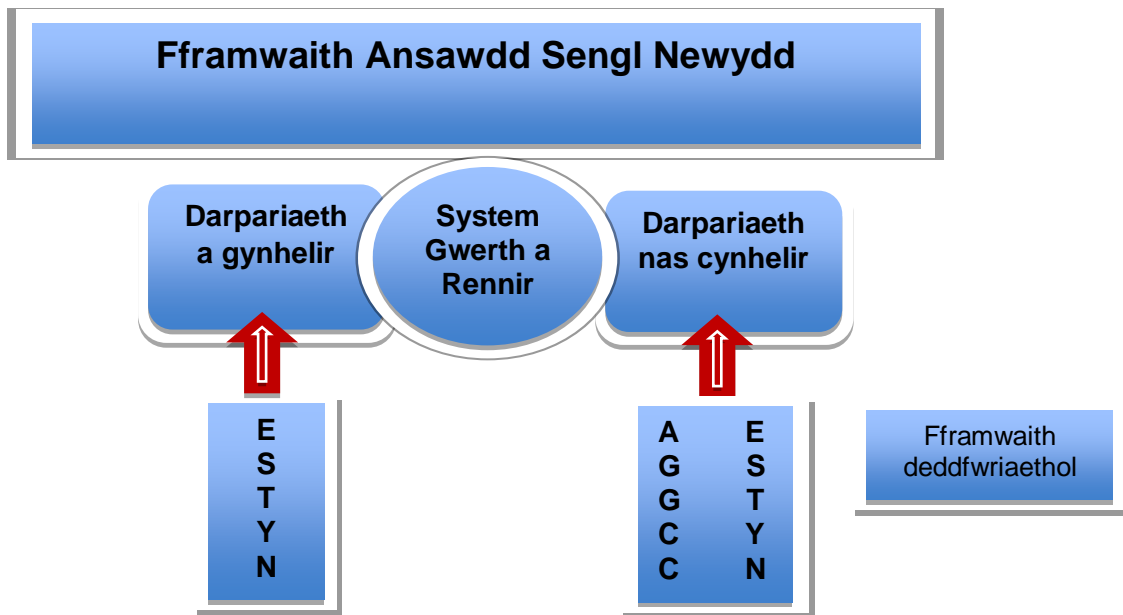 Fframwaith Ansawdd Sengl Newydd
Darpariaeth
a gynhelir
System
Gwerth a
Rennir
Darpariaeth
nas cynhelir
E
S
T
Y
N
A E
G S
G T
C Y
C N
Fframwaith
deddfwriaethol